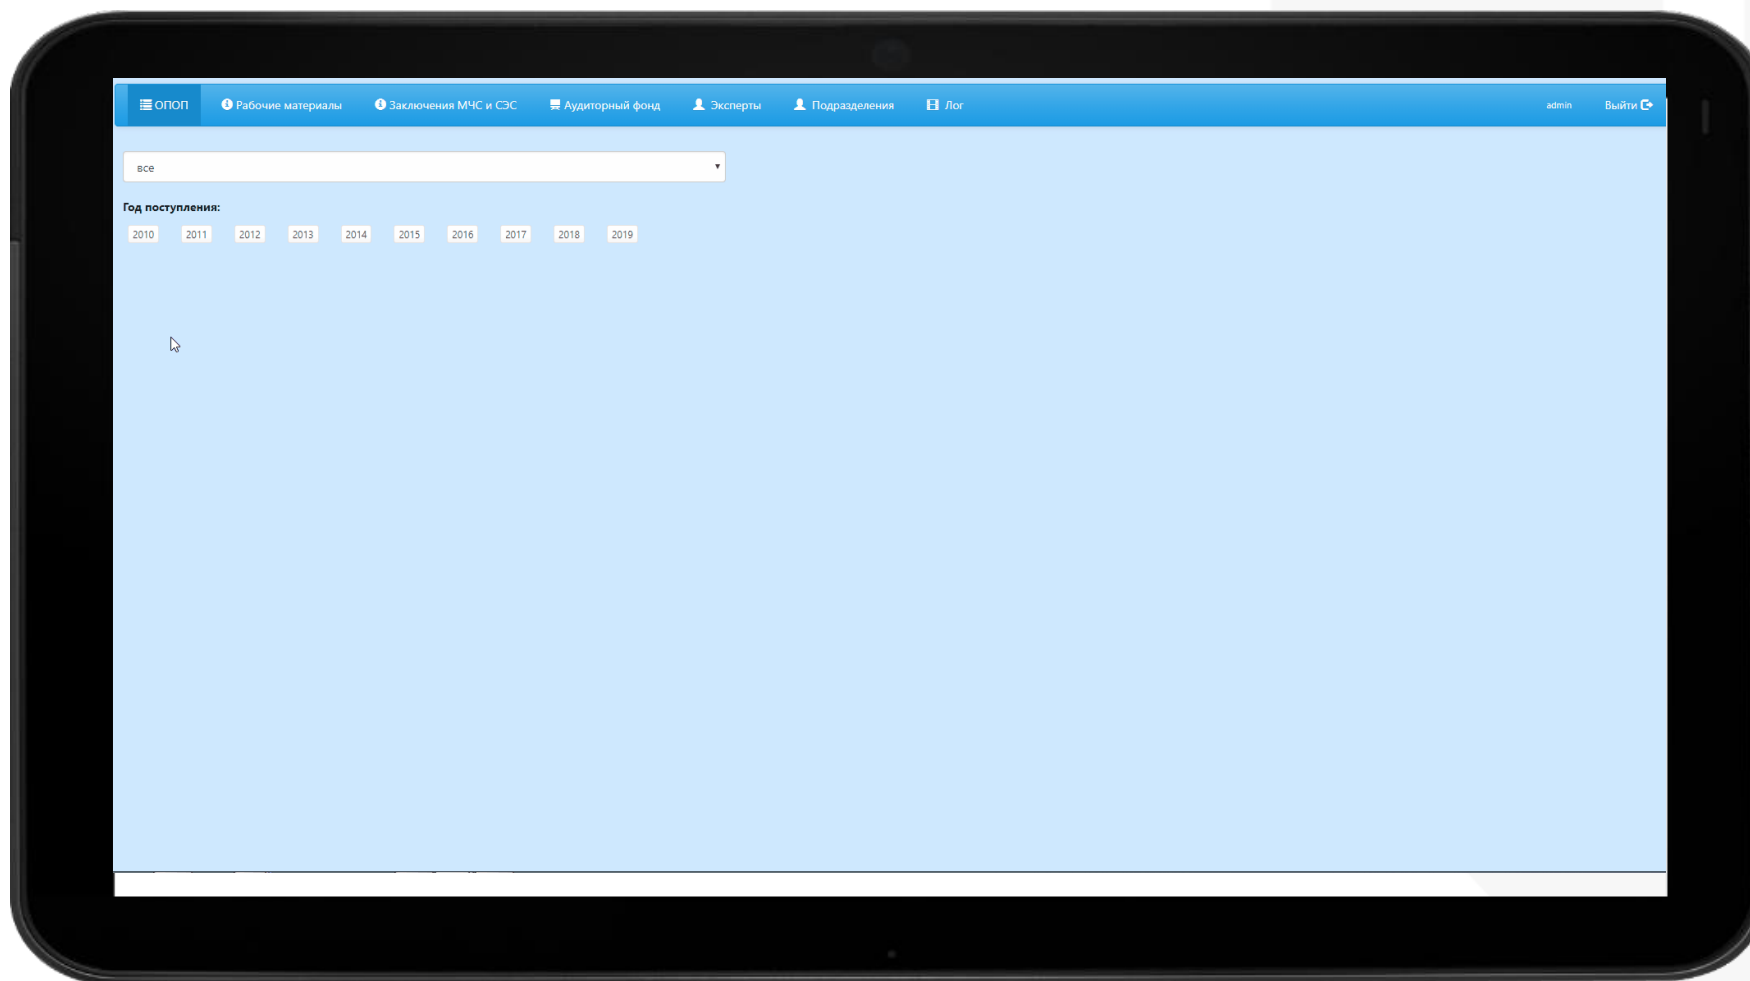 ОПОП Рабочие материалы Заключения МЧС и СЭС Аудиторный фонд Эксперты Подразделения Лог admin Выйти
все
Год поступления:
2010 2011 2012 2013 2014 2015 2016 2017 2018 2019